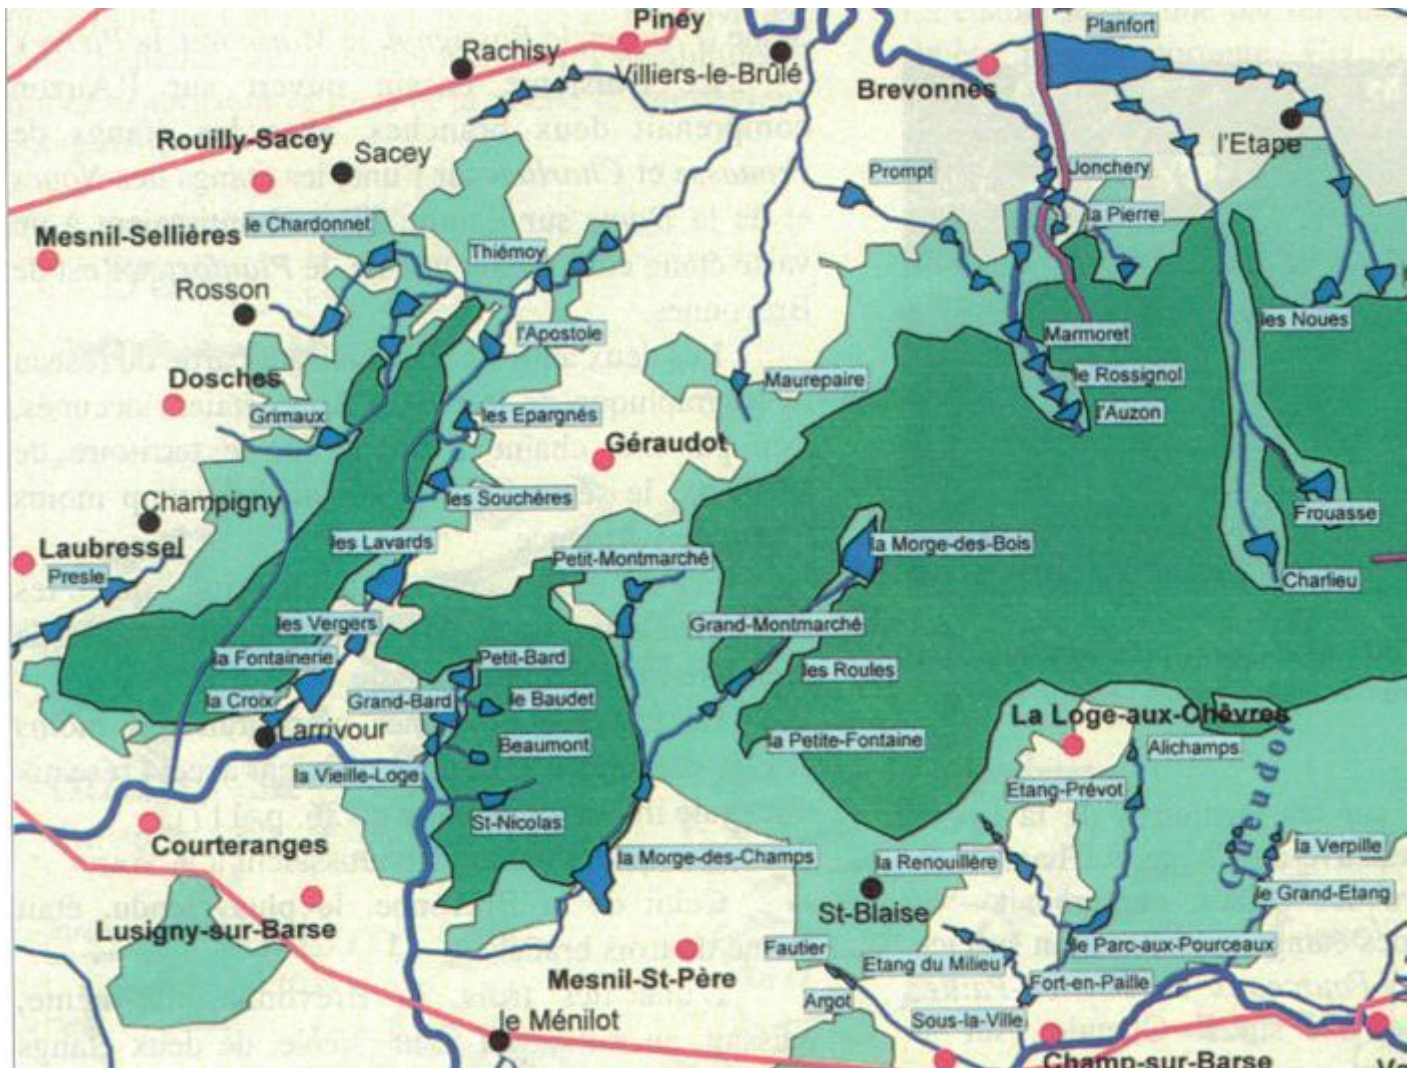 Piney
Planfort
Rachisy
Villiers-le-Brûlé
Brevonnes
Rouilly-Sacey
Sacey
l'Etape
Prompt
Jonchery
la Pierre
le Chardonnet
Mesnil-Sellières
Thiémoy
Rosson
les Noues
l'Apostole
Marmoret
Dosches
Maurepaire
le Rossignol
Grimaux
les Epargnés
l'Auzon
Géraudot
Champigny
les Souchères
Frouasse
Laubressel
les Lavards
la Morge-des-Bois
Presle
Petit-Montmarché
Charlieu
les Vergers
Grand-Montmarché
la Fontainerie
Petit-Bard
les Roules
la Croix
Grand-Bard
le Baudet
La Loge-aux-Chèvres
Larrivour
Beaumont
la Petite-Fontaine
Alichamps
la Vieille-Loge
Etang-Prévot
Gueudot
St-Nicolas
Courteranges
la Morge-des-Champs
la Renouillère
la Verpille
le Grand-Etang
St-Blaise
Lusigny-sur-Barse
Fautier
le Parc-aux-Pourceaux
Mesnil-St-Père
Etang du Milieu
Fort-en-Paille
Argot
le Ménilot
Sous-la-Ville
Champ-sur-Barse